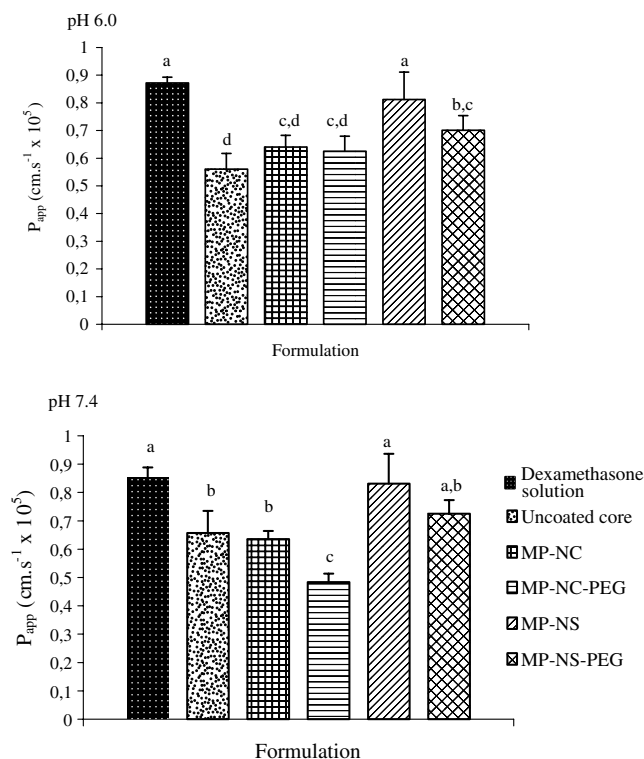 pH 6.0
P_app (cm.s⁻¹ x 10⁵)
1
0,9
0,8
0,7
0,6
0,5
0,4
0,3
0,2
0,1
0
a
d
c,d
c,d
a
b,c
Formulation
pH 7.4
P_app (cm.s⁻¹ x 10⁵)
1
0,9
0,8
0,7
0,6
0,5
0,4
0,3
0,2
0,1
0
a
b
b
c
a
a,b
Formulation
Dexamethasone
solution
Uncoated core
MP-NC
MP-NC-PEG
MP-NS
MP-NS-PEG